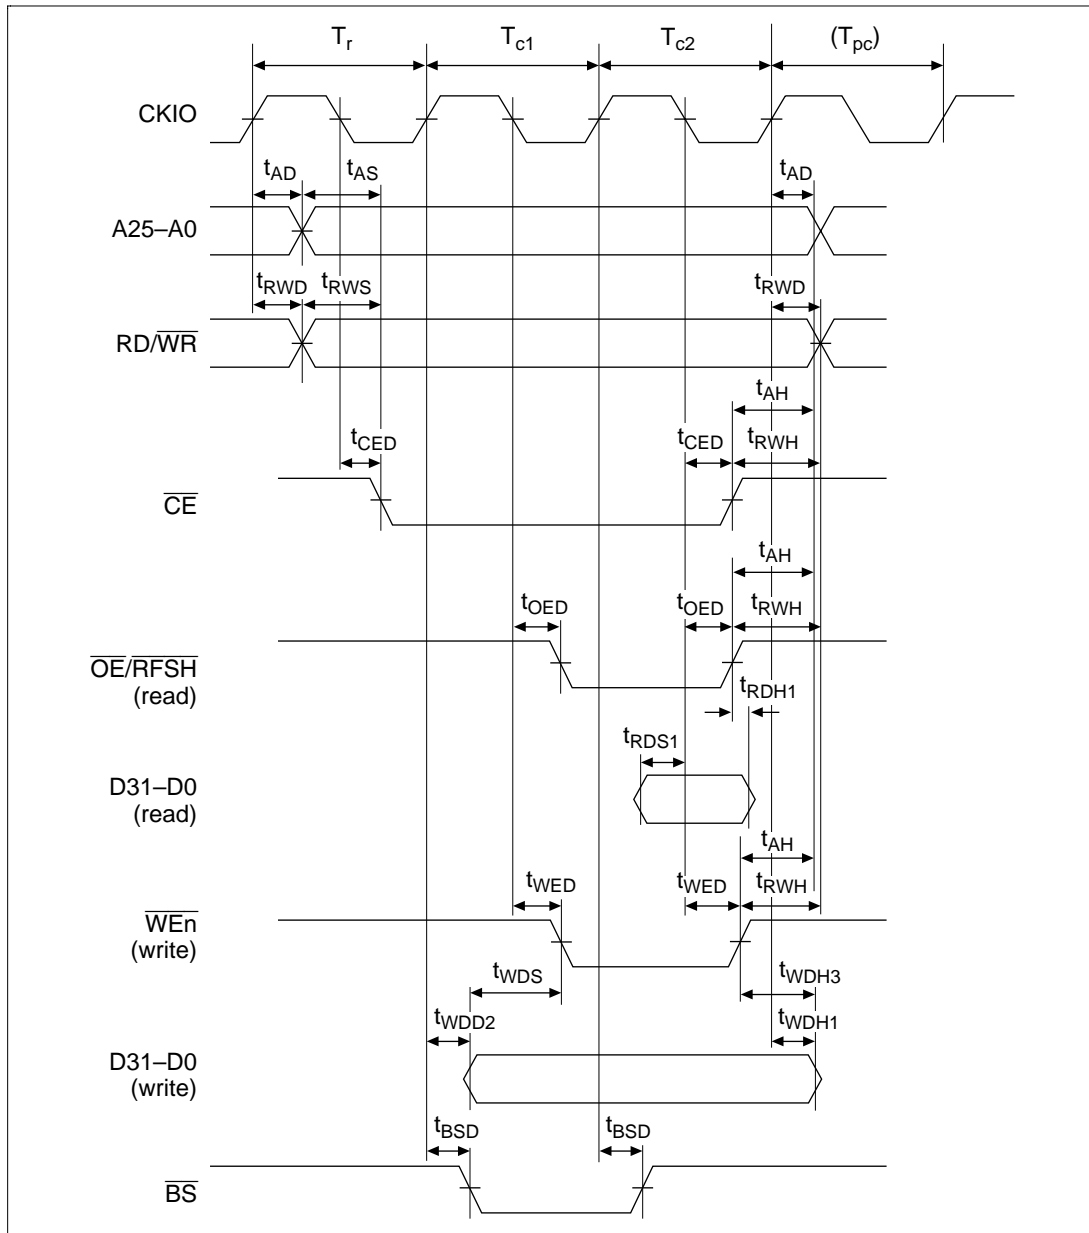 Tr Tc1 Tc2 (Tpc)
CKIO
tAD tAS tAD
A25–A0
tRWD tRWS tRWD
RD/WR
tAH
tCED tCED tRWH
CE
tAH
tOED tOED tRWH
OE/RFSH
(read)
tRDH1
tRDS1
D31–D0
(read)
tAH
tWED tWED tRWH
WEn
(write)
tWDS tWDH3
tWDD2 tWDH1
D31–D0
(write)
tBSD tBSD
BS